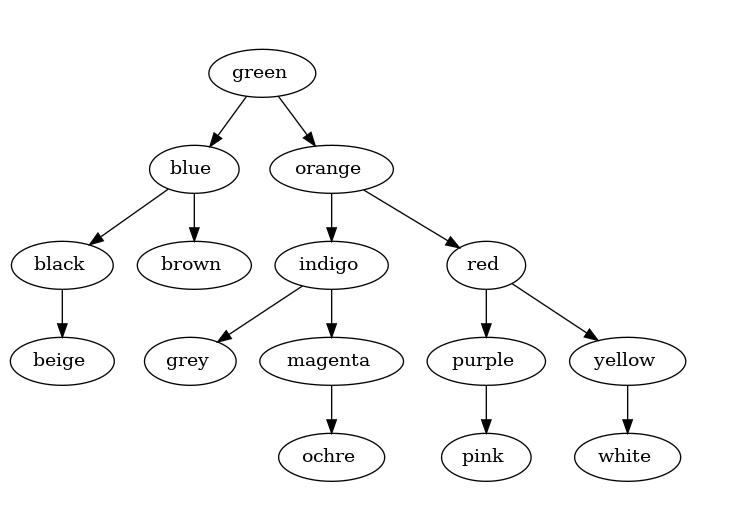 green
blue
orange
black
brown
indigo
red
beige
grey
magenta
purple
yellow
ochre
pink
white